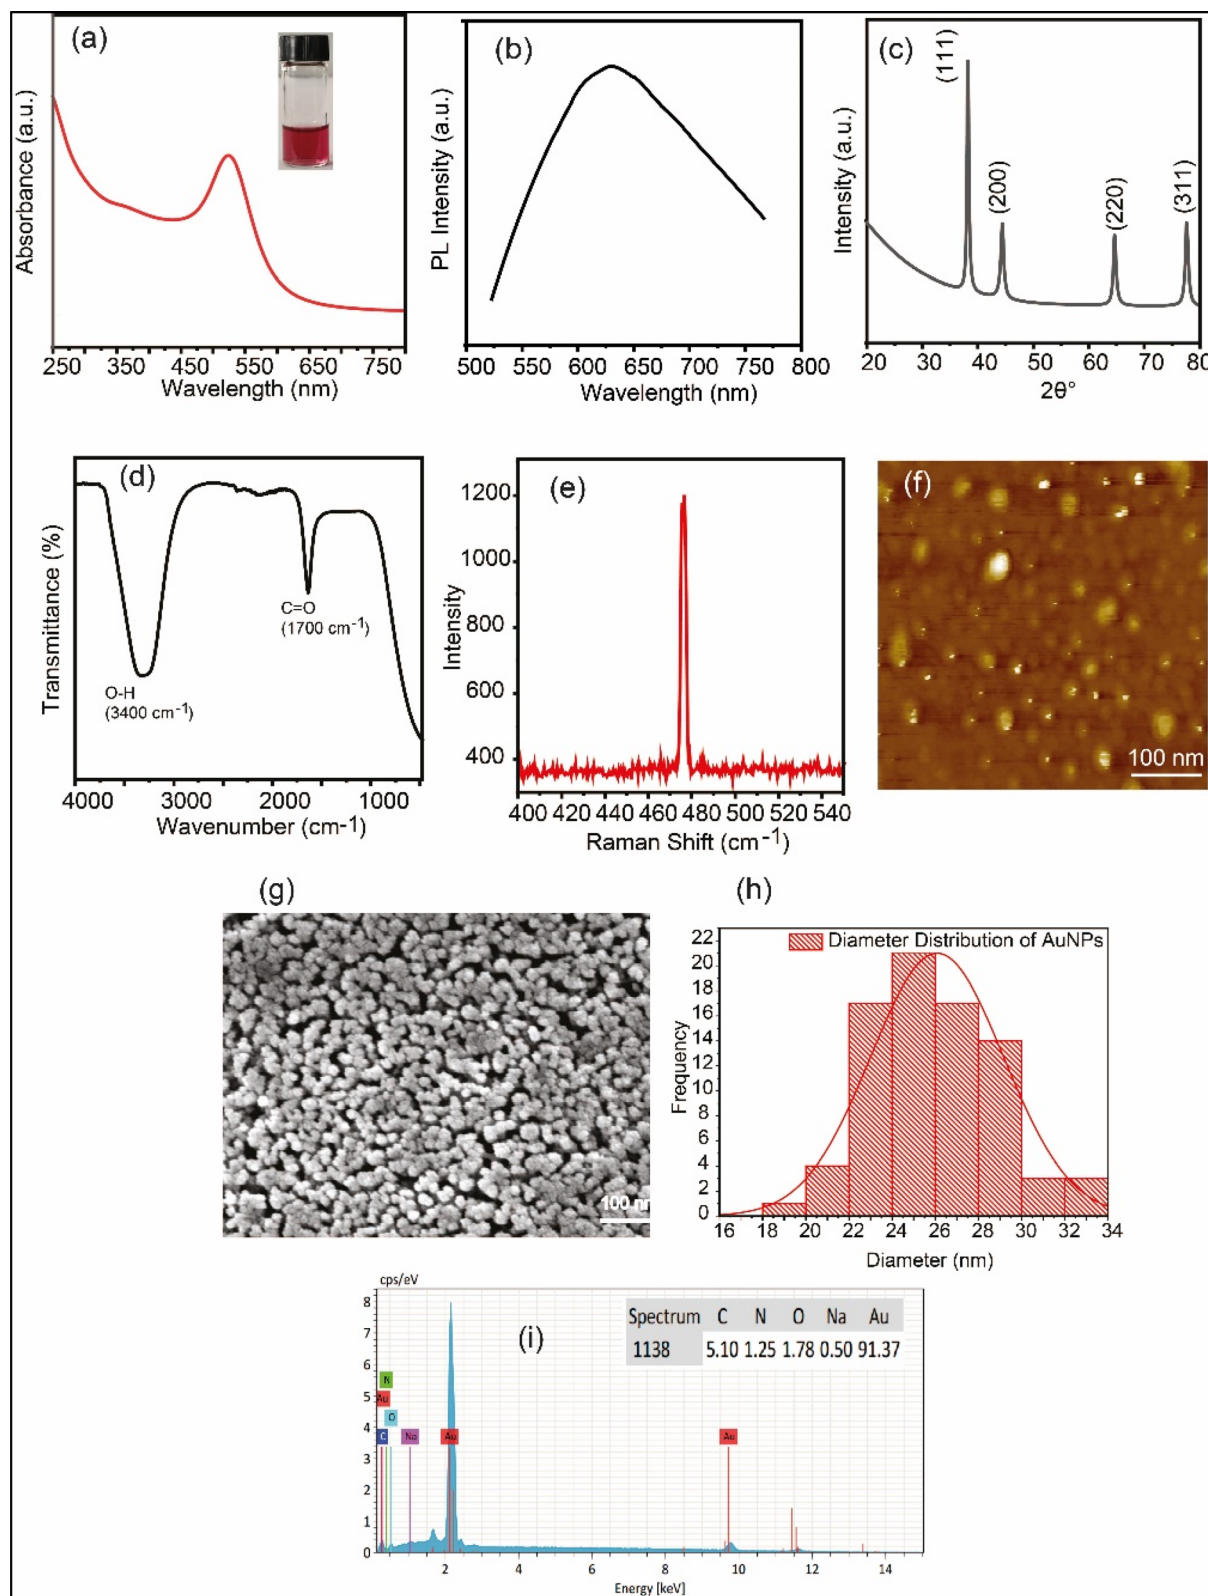 (a)
Absorbance (a.u.)
250 350 450 550 650 750
Wavelength (nm)
(b)
PL Intensity (a.u.)
500 550 600 650 700 750 800
Wavelength (nm)
(c)
Intensity (a.u.)
(111)
(200)
(220)
(311)
20 30 40 50 60 70 80
2θ°
(d)
Transmittance (%)
O-H
(3400 cm-1)
C=O
(1700 cm-1)
4000 3000 2000 1000
Wavenumber (cm-1)
(e)
Intensity
1200
1000
800
600
400
400 420 440 460 480 500 520 540
Raman Shift (cm-1)
(f)
100 nm
(g)
100 nm
(h)
Diameter Distribution of AuNPs
Frequency
22
20
18
16
14
12
10
8
6
4
2
0
16 18 20 22 24 26 28 30 32 34
Diameter (nm)
(i)
cps/eV
8
7
6
5
4
3
2
1
0
N
Au
O
C Na Au Au
Spectrum C N O Na Au
1138 5.10 1.25 1.78 0.50 91.37
2 4 6 8 10 12 14
Energy [keV]